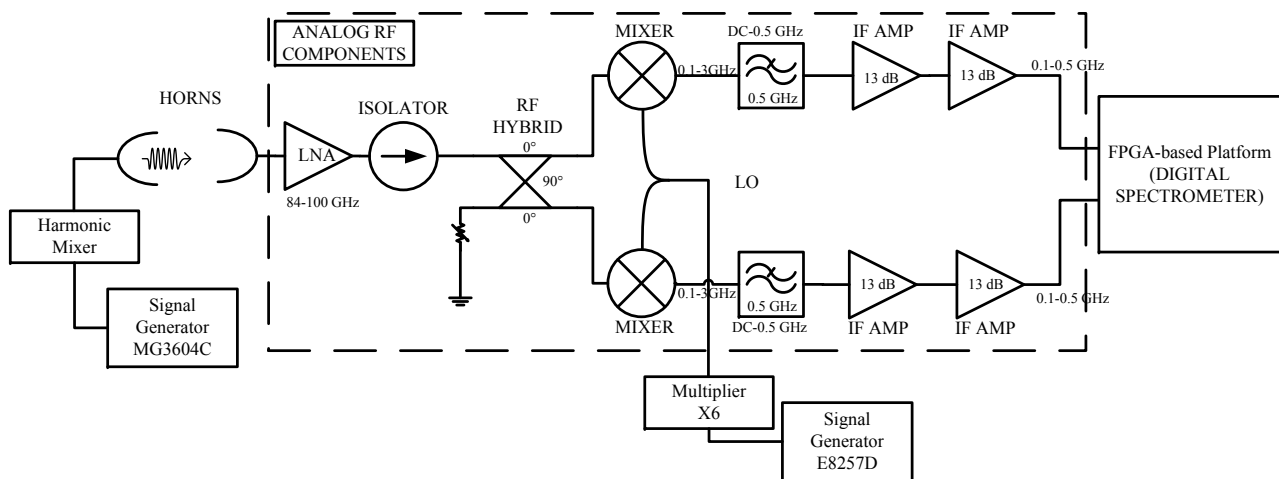 ANALOG RF
COMPONENTS
HORNS
LNA
84-100 GHz
ISOLATOR
RF
HYBRID
0°
90°
0°
MIXER
0.1-3GHz
DC-0.5 GHz
0.5 GHz
IF AMP
13 dB
IF AMP
13 dB
0.1-0.5 GHz
LO
MIXER
0.1-3GHz
0.5 GHz
DC-0.5 GHz
13 dB
IF AMP
13 dB
IF AMP
0.1-0.5 GHz
FPGA-based Platform
(DIGITAL
SPECTROMETER)
Harmonic
Mixer
Signal
Generator
MG3604C
Multiplier
X6
Signal
Generator
E8257D